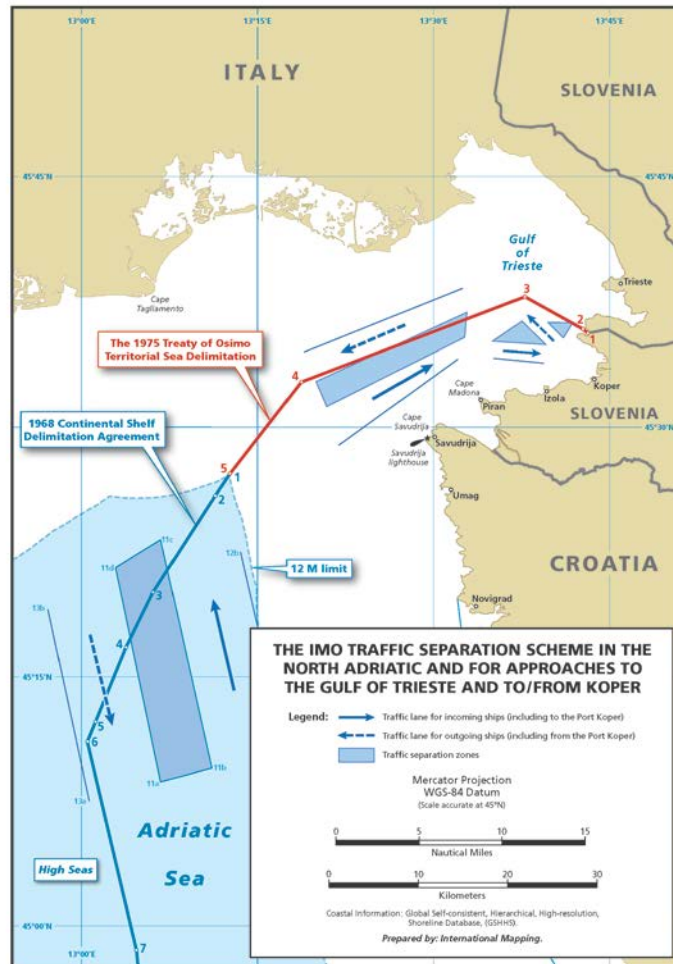 13°00'E
13°15'E
13°30'E
13°45'E
ITALY
SLOVENIA
45°45'N
45°45'N
Gulf
of
Trieste
Trieste
Cape
Tagliamento
3
2
1
The 1975 Treaty of Osimo
Territorial Sea Delimitation
4
Koper
Izola
Cape
Madona
Piran
SLOVENIA
1968 Continental Shelf
Delimitation Agreement
Cape
Savudrija
45°30'N
Savudrija
Savudrija
lighthouse
5
1
2
Umag
11c
12b
11d
12 M limit
CROATIA
3
13b
Novigrad
4
45°15'N
5
6
11b
11a
13a
Adriatic
Sea
High Seas
45°00'N
45°00'N
7
13°00'E
13°15'E
THE IMO TRAFFIC SEPARATION SCHEME IN THE
NORTH ADRIATIC AND FOR APPROACHES TO
THE GULF OF TRIESTE AND TO/FROM KOPER
Legend:
Traffic lane for incoming ships (including to the Port Koper)
Traffic lane for outgoing ships (including from the Port Koper)
Traffic separation zones
Mercator Projection
WGS-84 Datum
(Scale accurate at 45°N)
0 5 10 15
Nautical Miles
0 10 20 30
Kilometers
Coastal Information: Global Self-consistent, Hierarchical, High-resolution,
Shoreline Database, (GSHHS).
Prepared by: International Mapping.